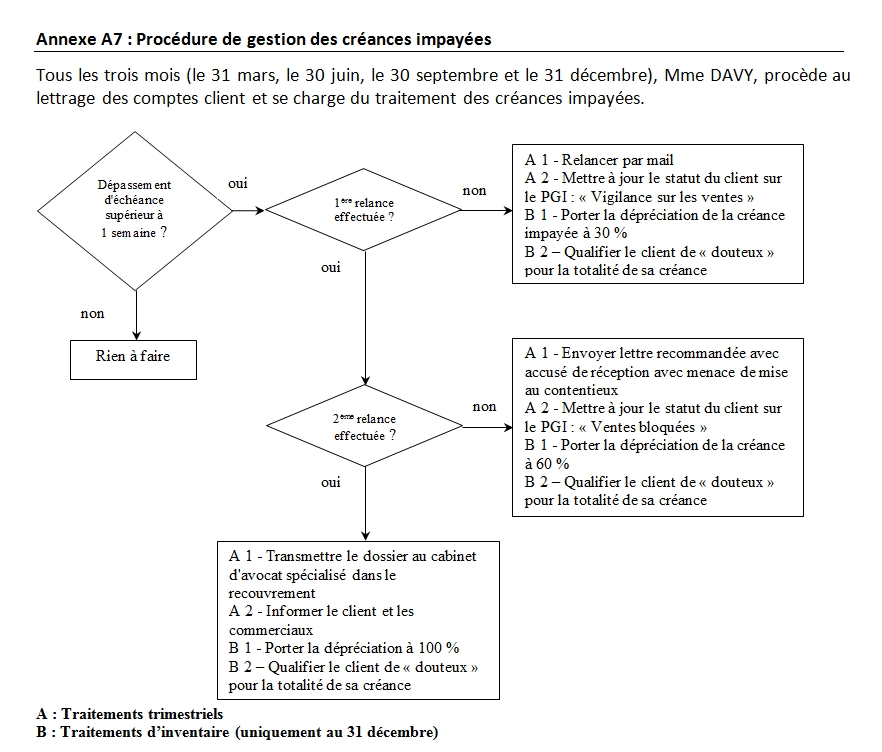 Annexe A7 : Procédure de gestion des créances impayées
Tous les trois mois (le 31 mars, le 30 juin, le 30 septembre et le 31 décembre), Mme DAVY, procède au
lettrage des comptes client et se charge du traitement des créances impayées.
Dépassement
d'échéance
supérieur à
1 semaine ?
oui
1ère relance
effectuée ?
non
A 1 - Relancer par mail
A 2 - Mettre à jour le statut du client sur
le PGI : « Vigilance sur les ventes »
B 1 - Porter la dépréciation de la créance
impayée à 30 %
B 2 – Qualifier le client de « douteux »
pour la totalité de sa créance
oui
non
Rien à faire
2ème relance
effectuée ?
non
A 1 - Envoyer lettre recommandée avec
accusé de réception avec menace de mise
au contentieux
A 2 - Mettre à jour le statut du client sur
le PGI : « Ventes bloquées »
B 1 - Porter la dépréciation de la créance
à 60 %
B 2 – Qualifier le client de « douteux »
pour la totalité de sa créance
oui
A 1 - Transmettre le dossier au cabinet
d'avocat spécialisé dans le
recouvrement
A 2 - Informer le client et les
commerciaux
B 1 - Porter la dépréciation à 100 %
B 2 – Qualifier le client de « douteux »
pour la totalité de sa créance
A : Traitements trimestriels
B : Traitements d'inventaire (uniquement au 31 décembre)